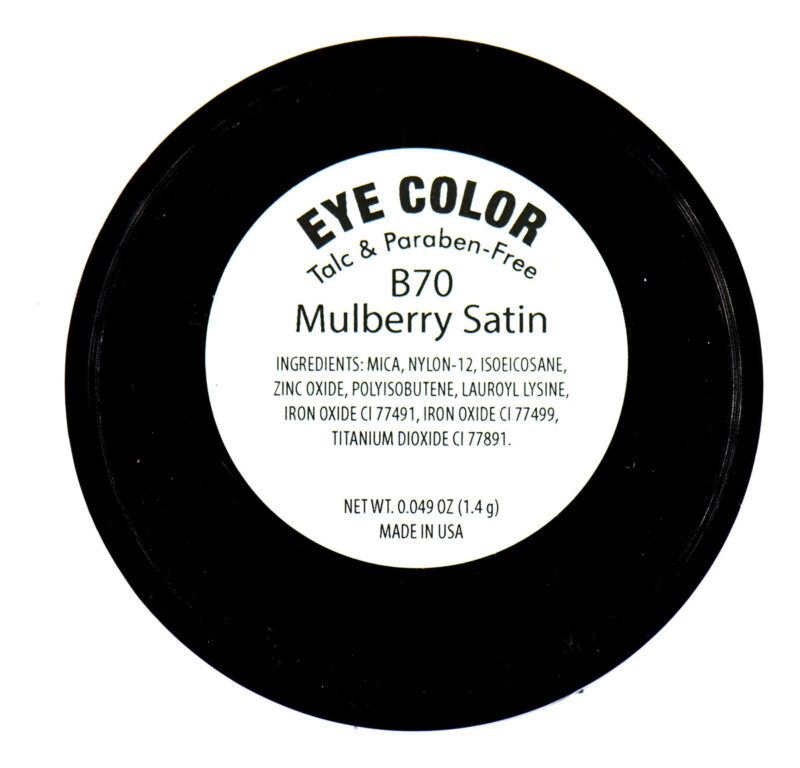 EYE COLOR
Talc & Paraben-Free
B70
Mulberry Satin
INGREDIENTS: MICA, NYLON-12, ISOEICOSANE,
ZINC OXIDE, POLYISOBUTENE, LAUROYL LYSINE,
IRON OXIDE CI 77491, IRON OXIDE CI 77499,
TITANIUM DIOXIDE CI 77891.
NET WT. 0.049 OZ (1.4 g)
MADE IN USA